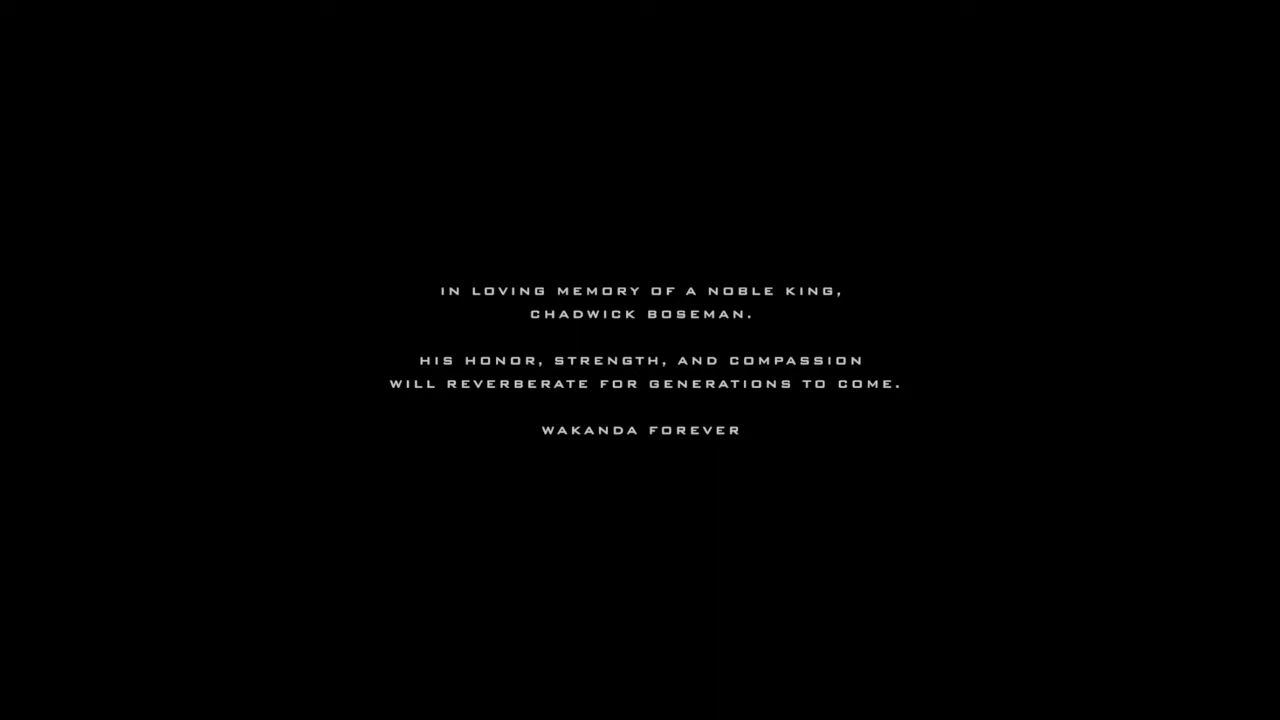 IN LOVING MEMORY OF A NOBLE KING,
CHADWICK BOSEMAN.
HIS HONOR, STRENGTH, AND COMPASSION
WILL REVERBERATE FOR GENERATIONS TO COME.
WAKANDA FOREVER